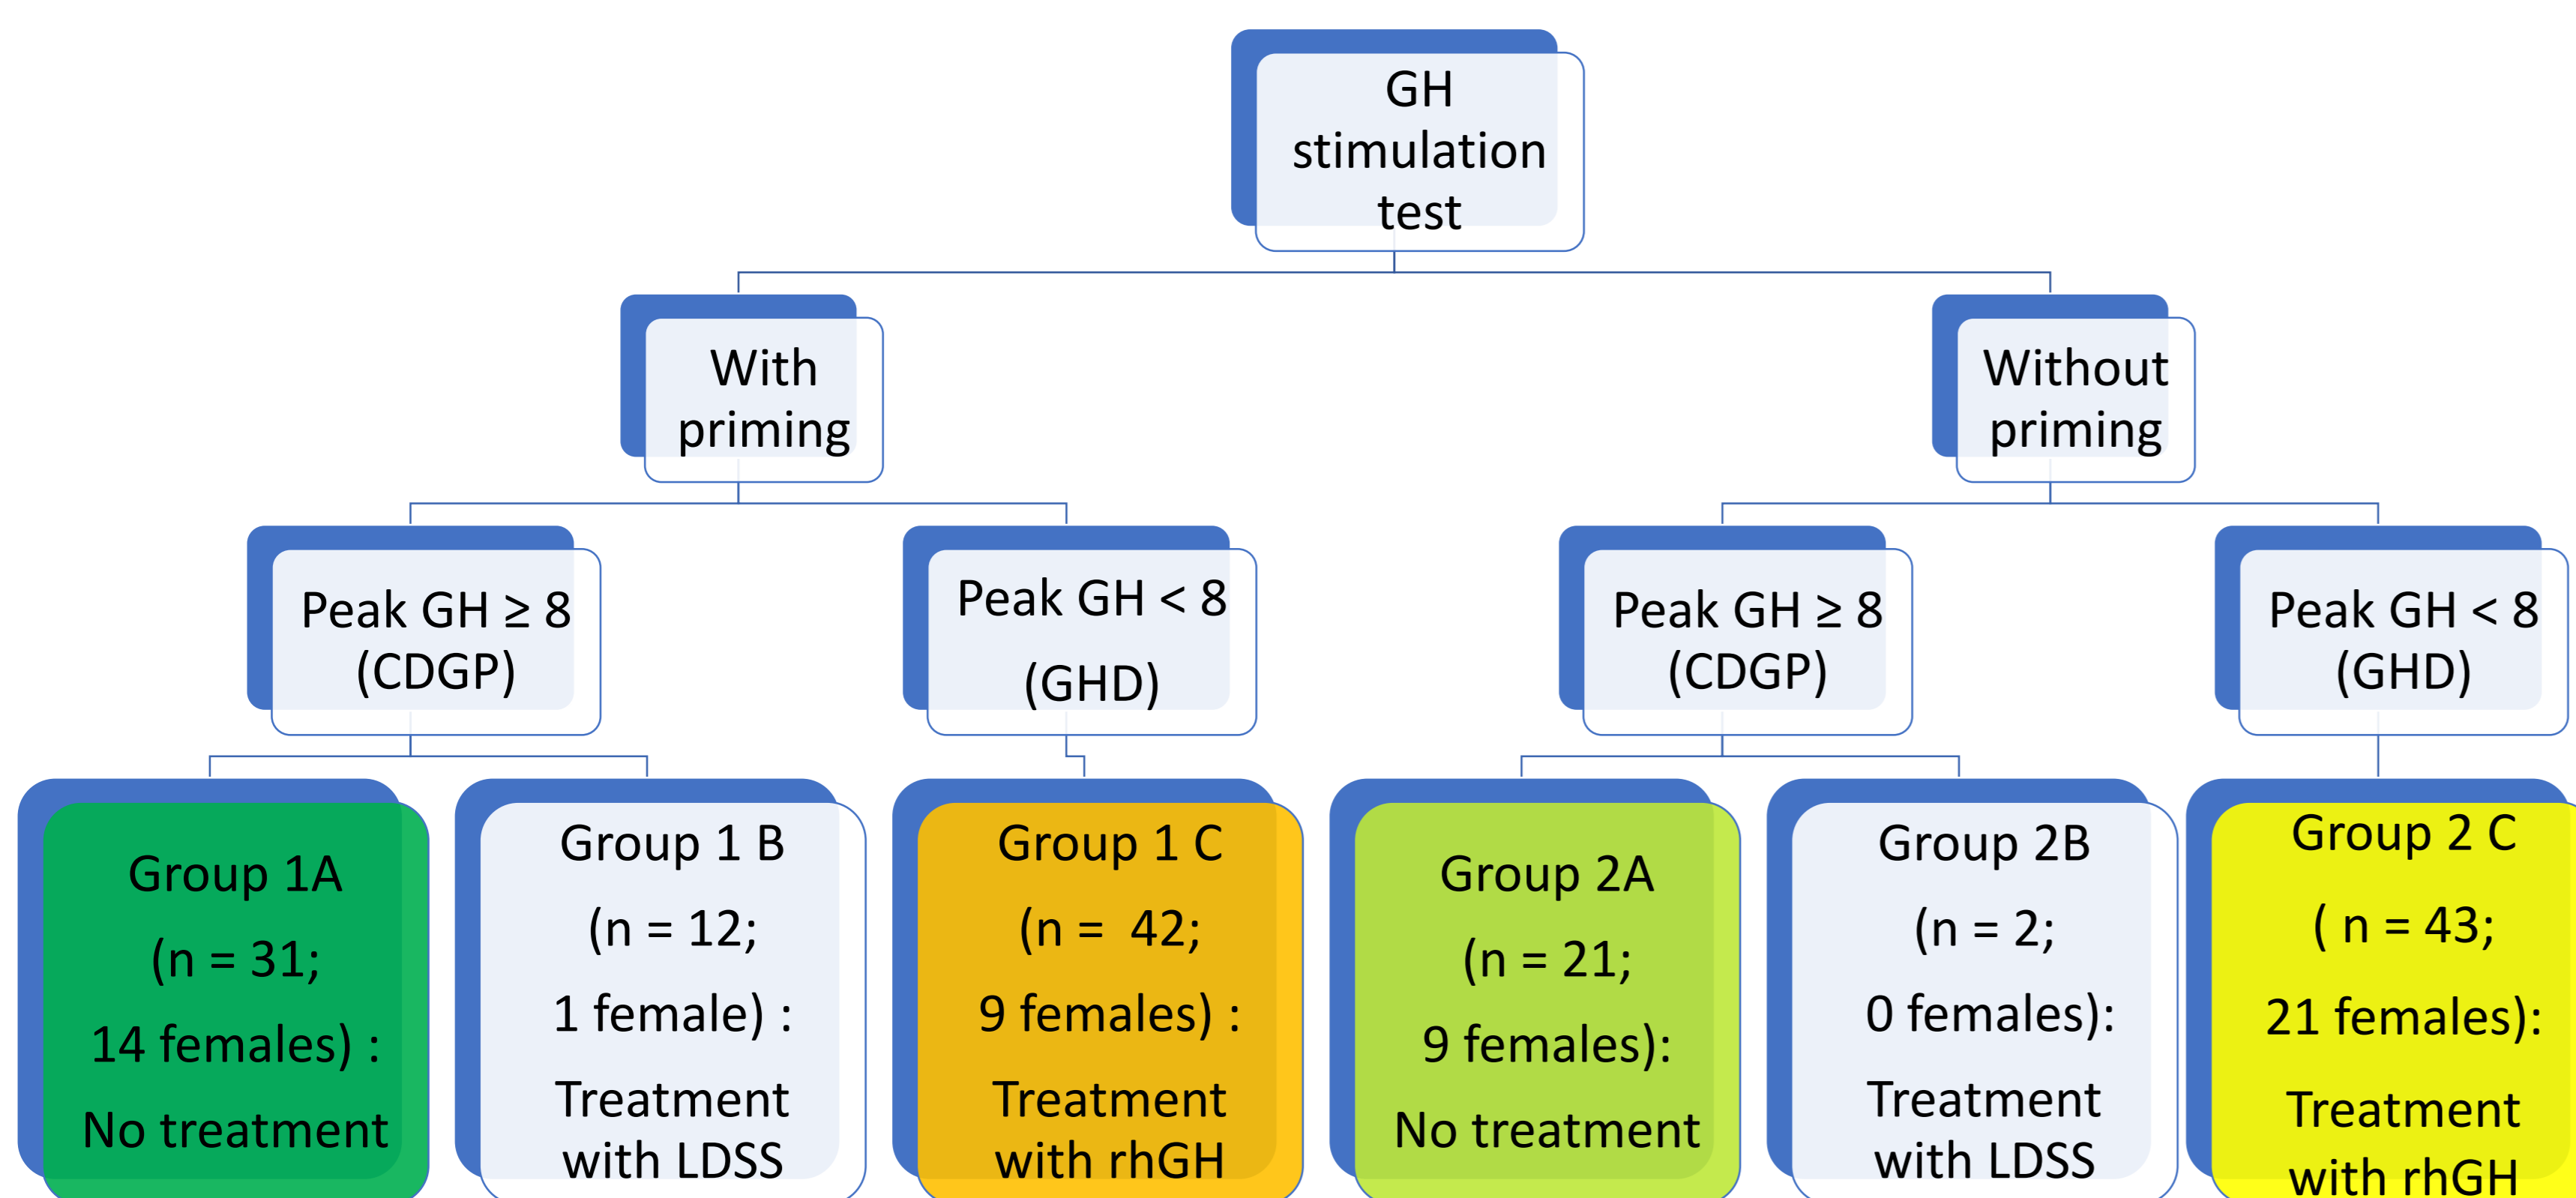 GH
stimulation
test
With
priming
Without
priming
Peak GH ≥ 8
(CDGP)
Peak GH < 8
(GHD)
Peak GH ≥ 8
(CDGP)
Peak GH < 8
(GHD)
Group 1A
(n = 31;
14 females) :
No treatment
Group 1 B
(n = 12;
1 female) :
Treatment
with LDSS
Group 1 C
(n =  42;
9 females) :
Treatment
with rhGH
Group 2A
(n = 21;
9 females):
No treatment
Group 2B
(n = 2;
0 females):
Treatment
with LDSS
Group 2 C
( n = 43;
21 females):
Treatment
with rhGH